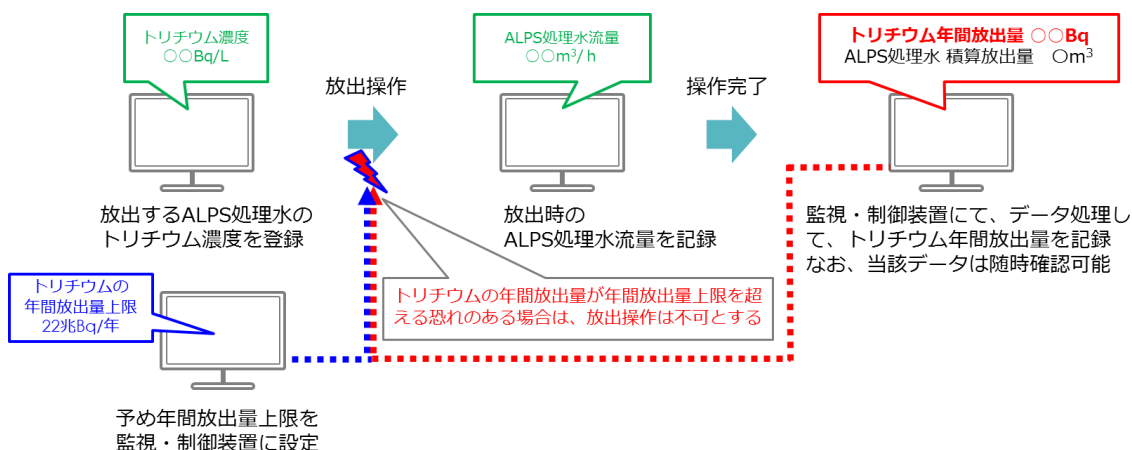 トリチウム濃度
○○Bq/L
放出操作
ALPS処理水流量
○○m³/h
操作完了
トリチウム年間放出量 ○○Bq
ALPS処理水 積算放出量　○m³
放出するALPS処理水の
トリチウム濃度を登録
放出時の
ALPS処理水流量を記録
監視・制御装置にて、データ処理し
て、トリチウム年間放出量を記録
なお、当該データは随時確認可能
トリチウムの
年間放出量上限
22兆Bq/年
トリチウムの年間放出量が年間放出量上限を超
える恐れのある場合は、放出操作は不可とする
予め年間放出量上限を
監視・制御装置に設定